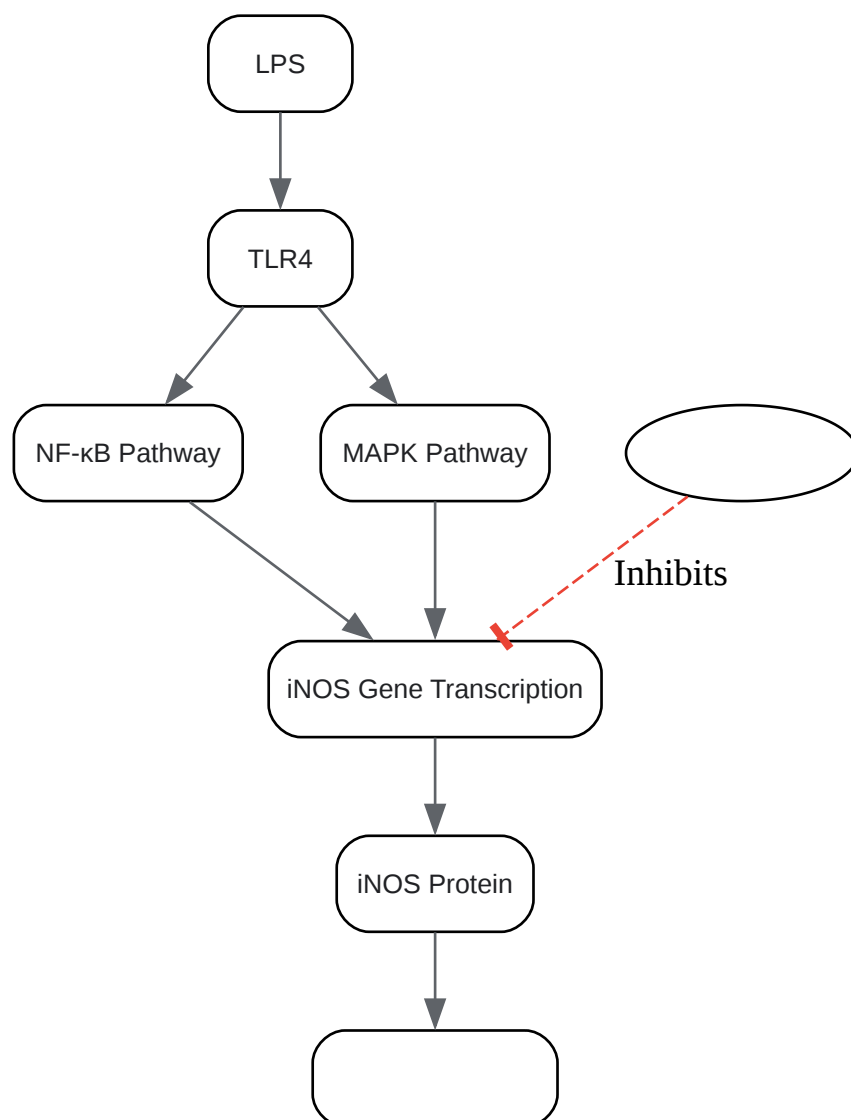 LPS
TLR4
NF-κB Pathway
MAPK Pathway
Inhibits
iNOS Gene Transcription
iNOS Protein